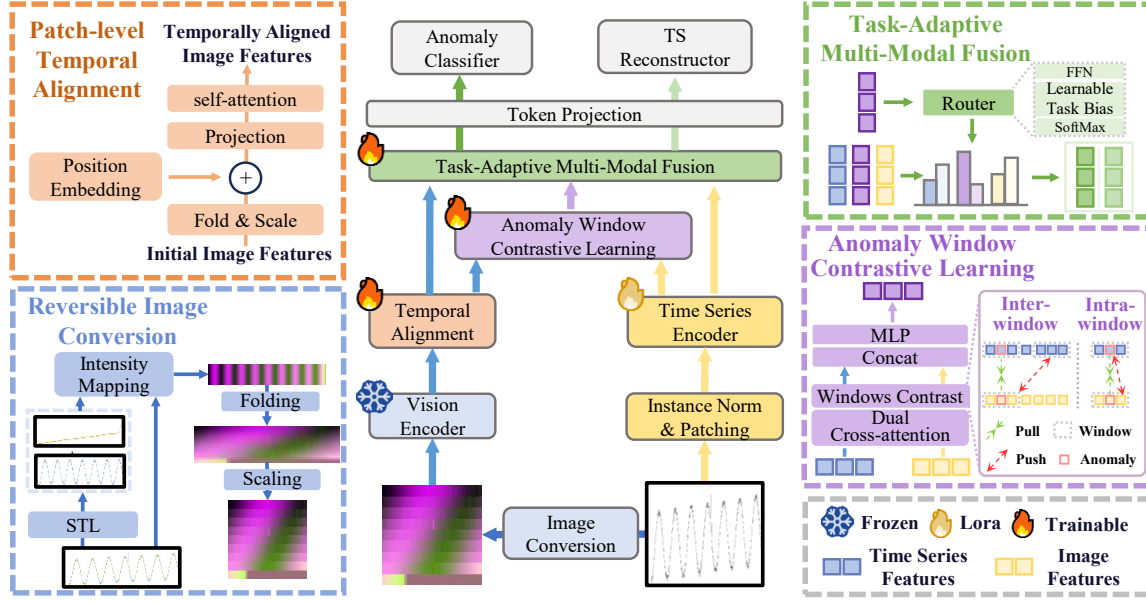 Patch-level
Temporal
Alignment
Temporally Aligned
Image Features
self-attention
Projection
Position
Embedding
+
Fold & Scale
Initial Image Features
Reversible Image
Conversion
Intensity
Mapping
Folding
Scaling
STL
Anomaly
Classifier
TS
Reconstructor
Token Projection
Task-Adaptive Multi-Modal Fusion
Anomaly Window
Contrastive Learning
Temporal
Alignment
Time Series
Encoder
Vision
Encoder
Instance Norm
& Patching
Image
Conversion
Task-Adaptive
Multi-Modal Fusion
Router
FFN
Learnable
Task Bias
SoftMax
Anomaly Window
Contrastive Learning
MLP
Concat
Windows Contrast
Dual
Cross-attention
Inter-
window
Intra-
window
Pull
Window
Push
Anomaly
Frozen
Lora
Trainable
Time Series
Features
Image
Features